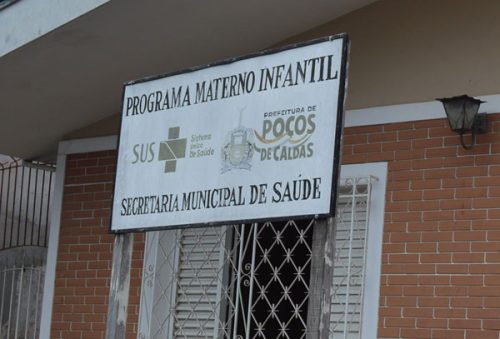 PROGRAMA MATERNO INFANTIL
SUS
Sistema
Único
de Saúde
PREFEITURA DE
POÇOS
DE CALDAS
SECRETARIA MUNICIPAL DE SAÚDE